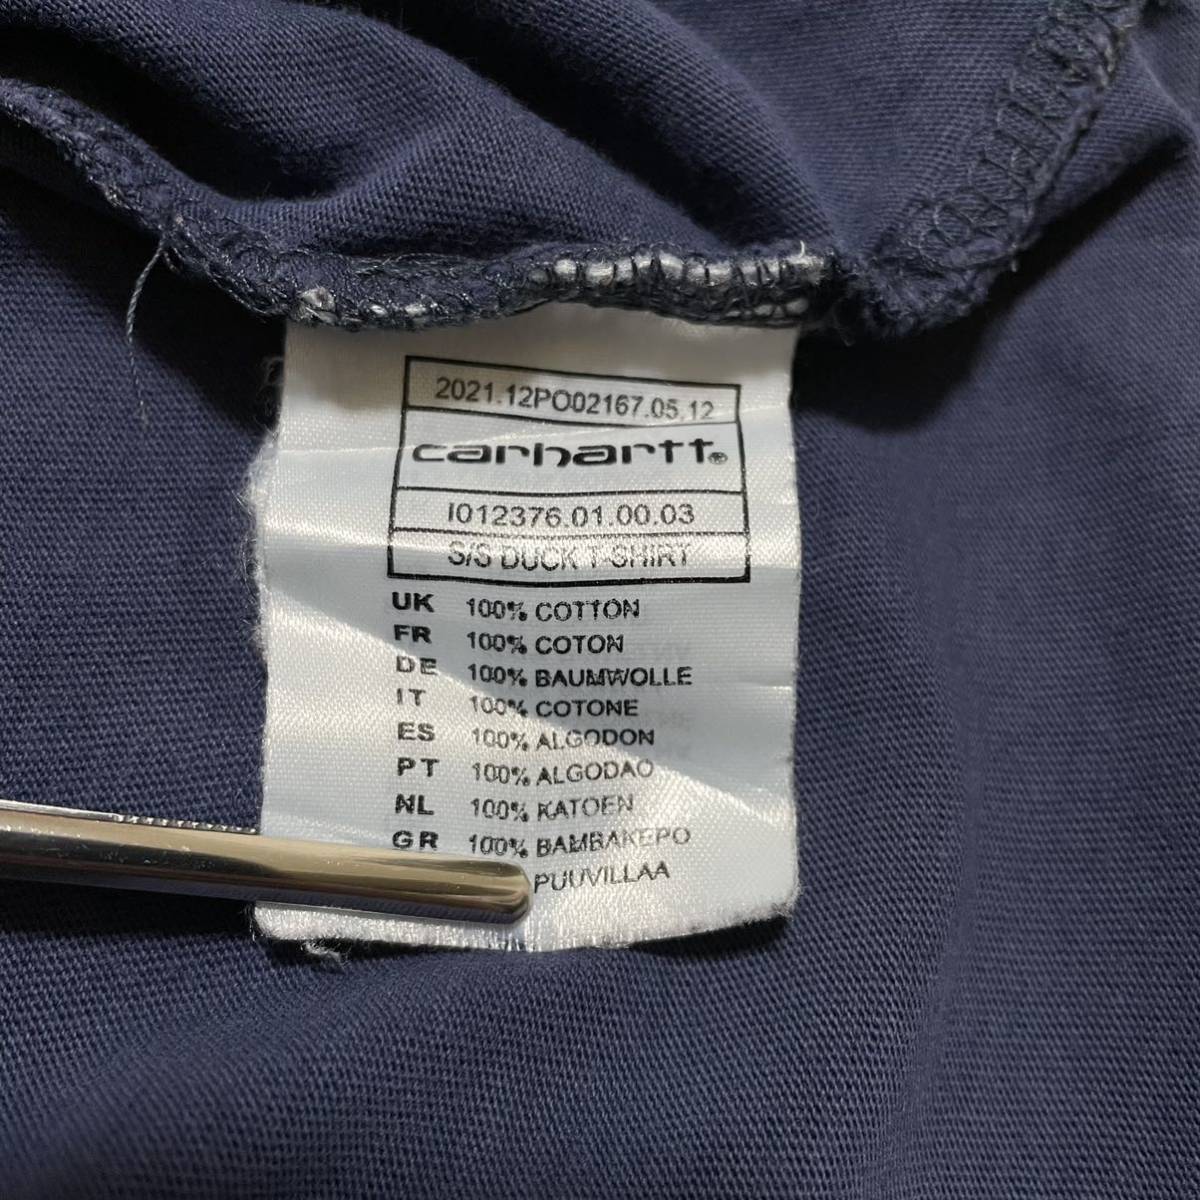 2021.12PO02167.05.12
carhartt®
I012376.01.00.03
S/S DUCK T-SHIRT
UK 100% COTTON
FR 100% COTON
DE 100% BAUMWOLLE
IT 100% COTONE
ES 100% ALGODON
PT 100% ALGODAO
NL 100% KATOEN
GR 100% BAMBAKEPO
PUUVILLAA